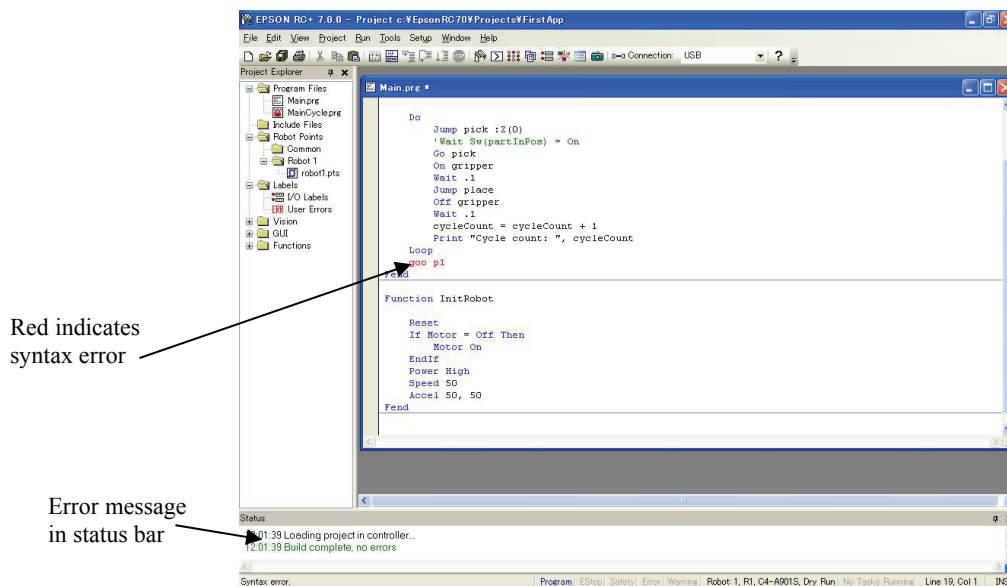 EPSON RC+ 7.0.0 - Project c:¥EpsonRC70¥Projects¥FirstApp
File Edit View Project Run Tools Setup Window Help
Connection: USB
?
Project Explorer
Program Files
Main.prg
MainCycle.prg
Include Files
Robot Points
Common
Robot 1
robot1.pts
Labels
I/O Labels
ERR User Errors
Vision
GUI
Functions
Main.prg *
Do
Jump pick :Z(0)
'Wait Sw(partInPos) = On
Go pick
On gripper
Wait .1
Jump place
Off gripper
Wait .1
cycleCount = cycleCount + 1
Print "Cycle count: ", cycleCount
Loop
goo p1
Fend
Function InitRobot
Reset
If Motor = Off Then
Motor On
EndIf
Power High
Speed 50
Accel 50, 50
Fend
Red indicates
syntax error
Error message
in status bar
Status
:01:39 Loading project in controller...
12:01:39 Build complete, no errors
Syntax error.
Program EStop Safety Error Warning Robot: 1, R1, C4-A901S, Dry Run No Tasks Running Line 19, Col 1 INS